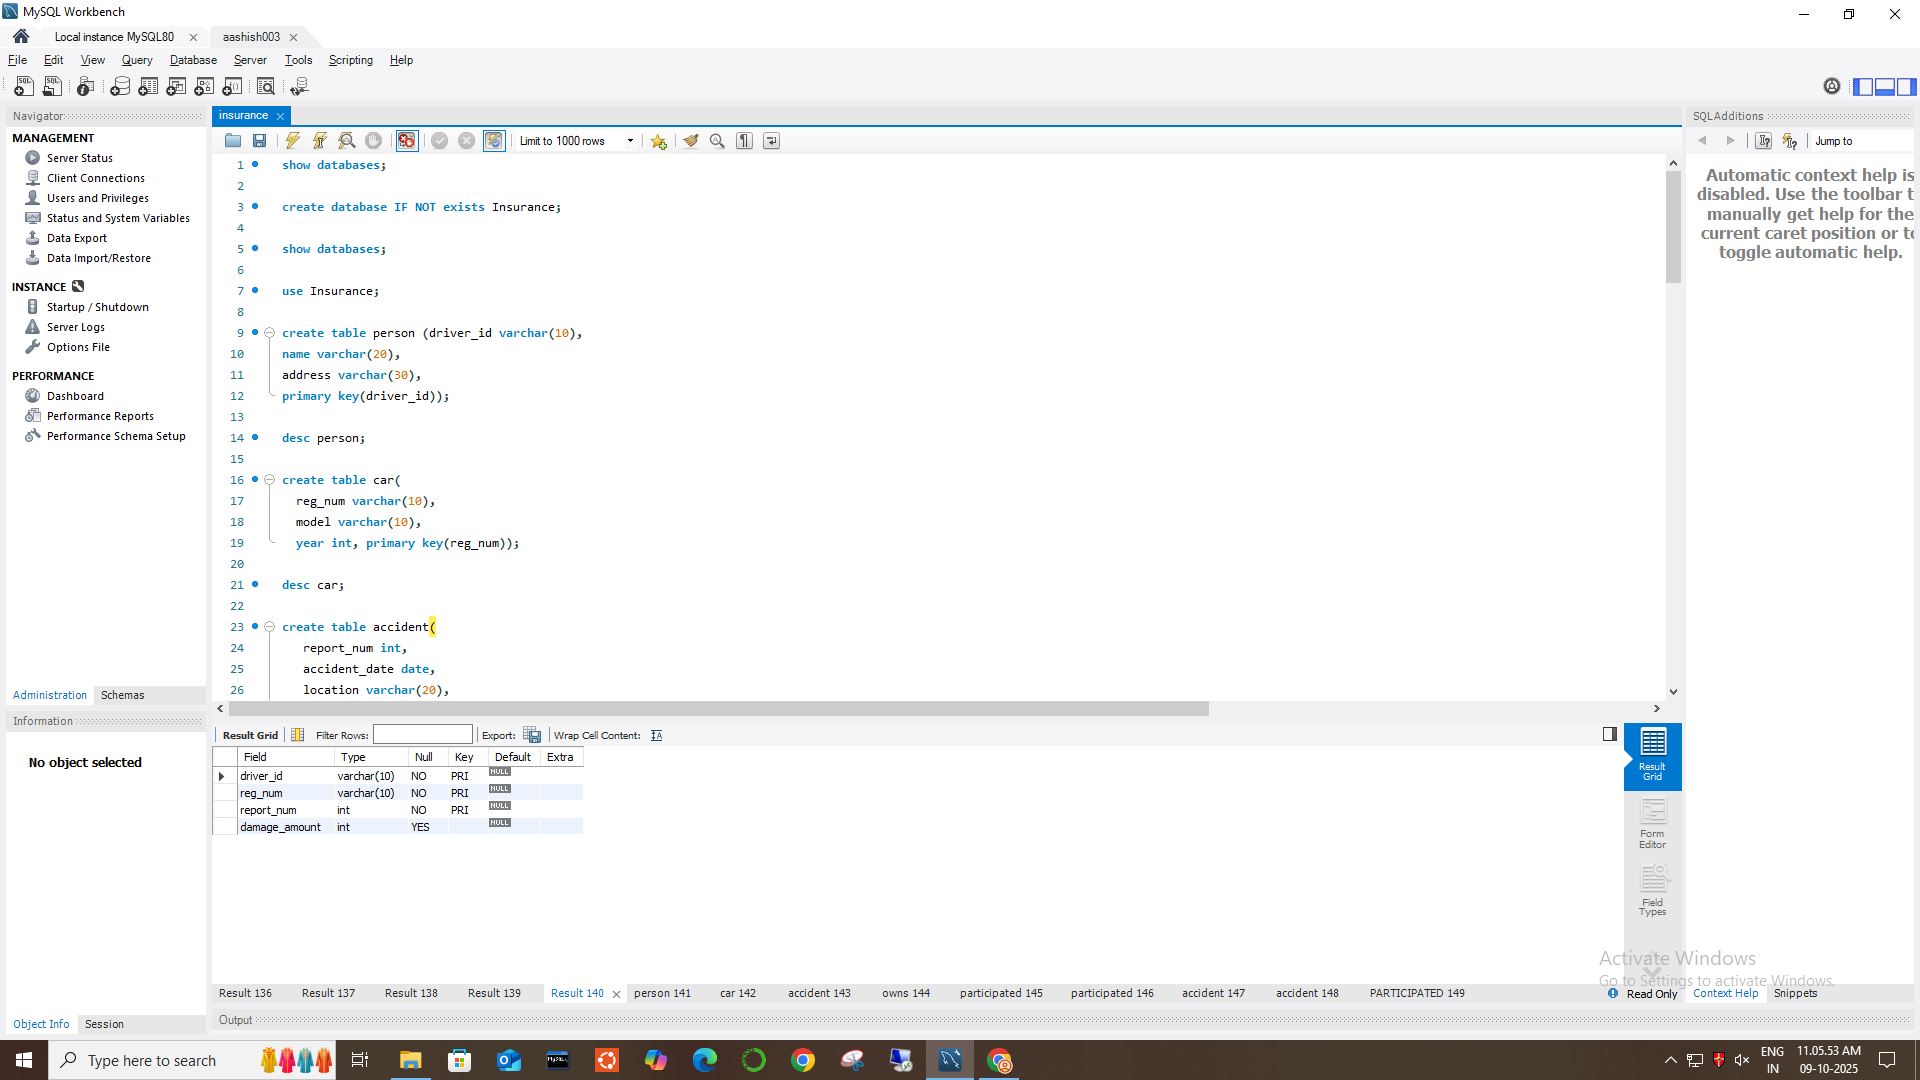 MySQL Workbench
Local instance MySQL80
aashish003
File Edit View Query Database Server Tools Scripting Help
Navigator
MANAGEMENT
Server Status
Client Connections
Users and Privileges
Status and System Variables
Data Export
Data Import/Restore
INSTANCE
Startup / Shutdown
Server Logs
Options File
PERFORMANCE
Dashboard
Performance Reports
Performance Schema Setup
Administration Schemas
Information
No object selected
Object Info Session
insurance
Limit to 1000 rows
1 show databases;
2
3 create database IF NOT exists Insurance;
4
5 show databases;
6
7 use Insurance;
8
9 create table person (driver_id varchar(10),
10 name varchar(20),
11 address varchar(30),
12 primary key(driver_id));
13
14 desc person;
15
16 create table car(
17 reg_num varchar(10),
18 model varchar(10),
19 year int, primary key(reg_num));
20
21 desc car;
22
23 create table accident(
24 report_num int,
25 accident_date date,
26 location varchar(20),
Result Grid Filter Rows: Export: Wrap Cell Content:
Field Type Null Key Default Extra
driver_id varchar(10) NO PRI NULL
reg_num varchar(10) NO PRI NULL
report_num int NO PRI NULL
damage_amount int YES NULL
Result Grid
Form Editor
Field Types
Result 136 Result 137 Result 138 Result 139 Result 140 person 141 car 142 accident 143 owns 144 participated 145 participated 146 accident 147 accident 148 PARTICIPATED 149
Read Only
Output
SQLAdditions
Jump to
Automatic context help is
disabled. Use the toolbar t
manually get help for the
current caret position or to
toggle automatic help.
Activate Windows
Go to Settings to activate Windows.
Context Help Snippets
Type here to search
ENG
IN
11.05.53 AM
09-10-2025